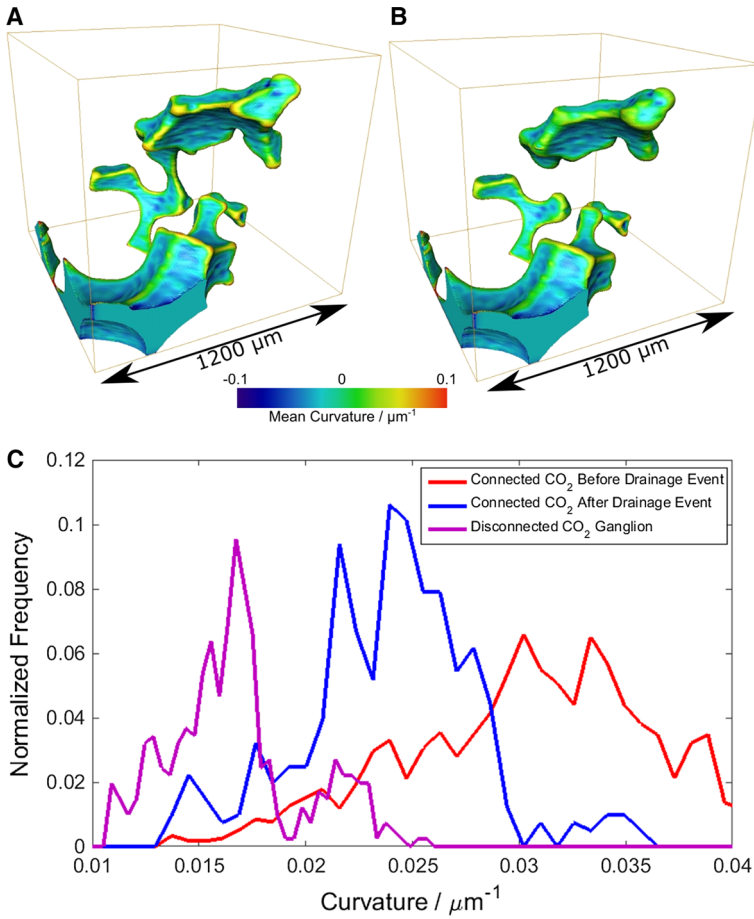 A
B
1200 μm
1200 μm
-0.1 0 0.1
Mean Curvature / μm-1
C
0.12
0.1
0.08
0.06
0.04
0.02
0
Normalized Frequency
Connected CO2 Before Drainage Event
Connected CO2 After Drainage Event
Disconnected CO2 Ganglion
0.01 0.015 0.02 0.025 0.03 0.035 0.04
Curvature / μm-1